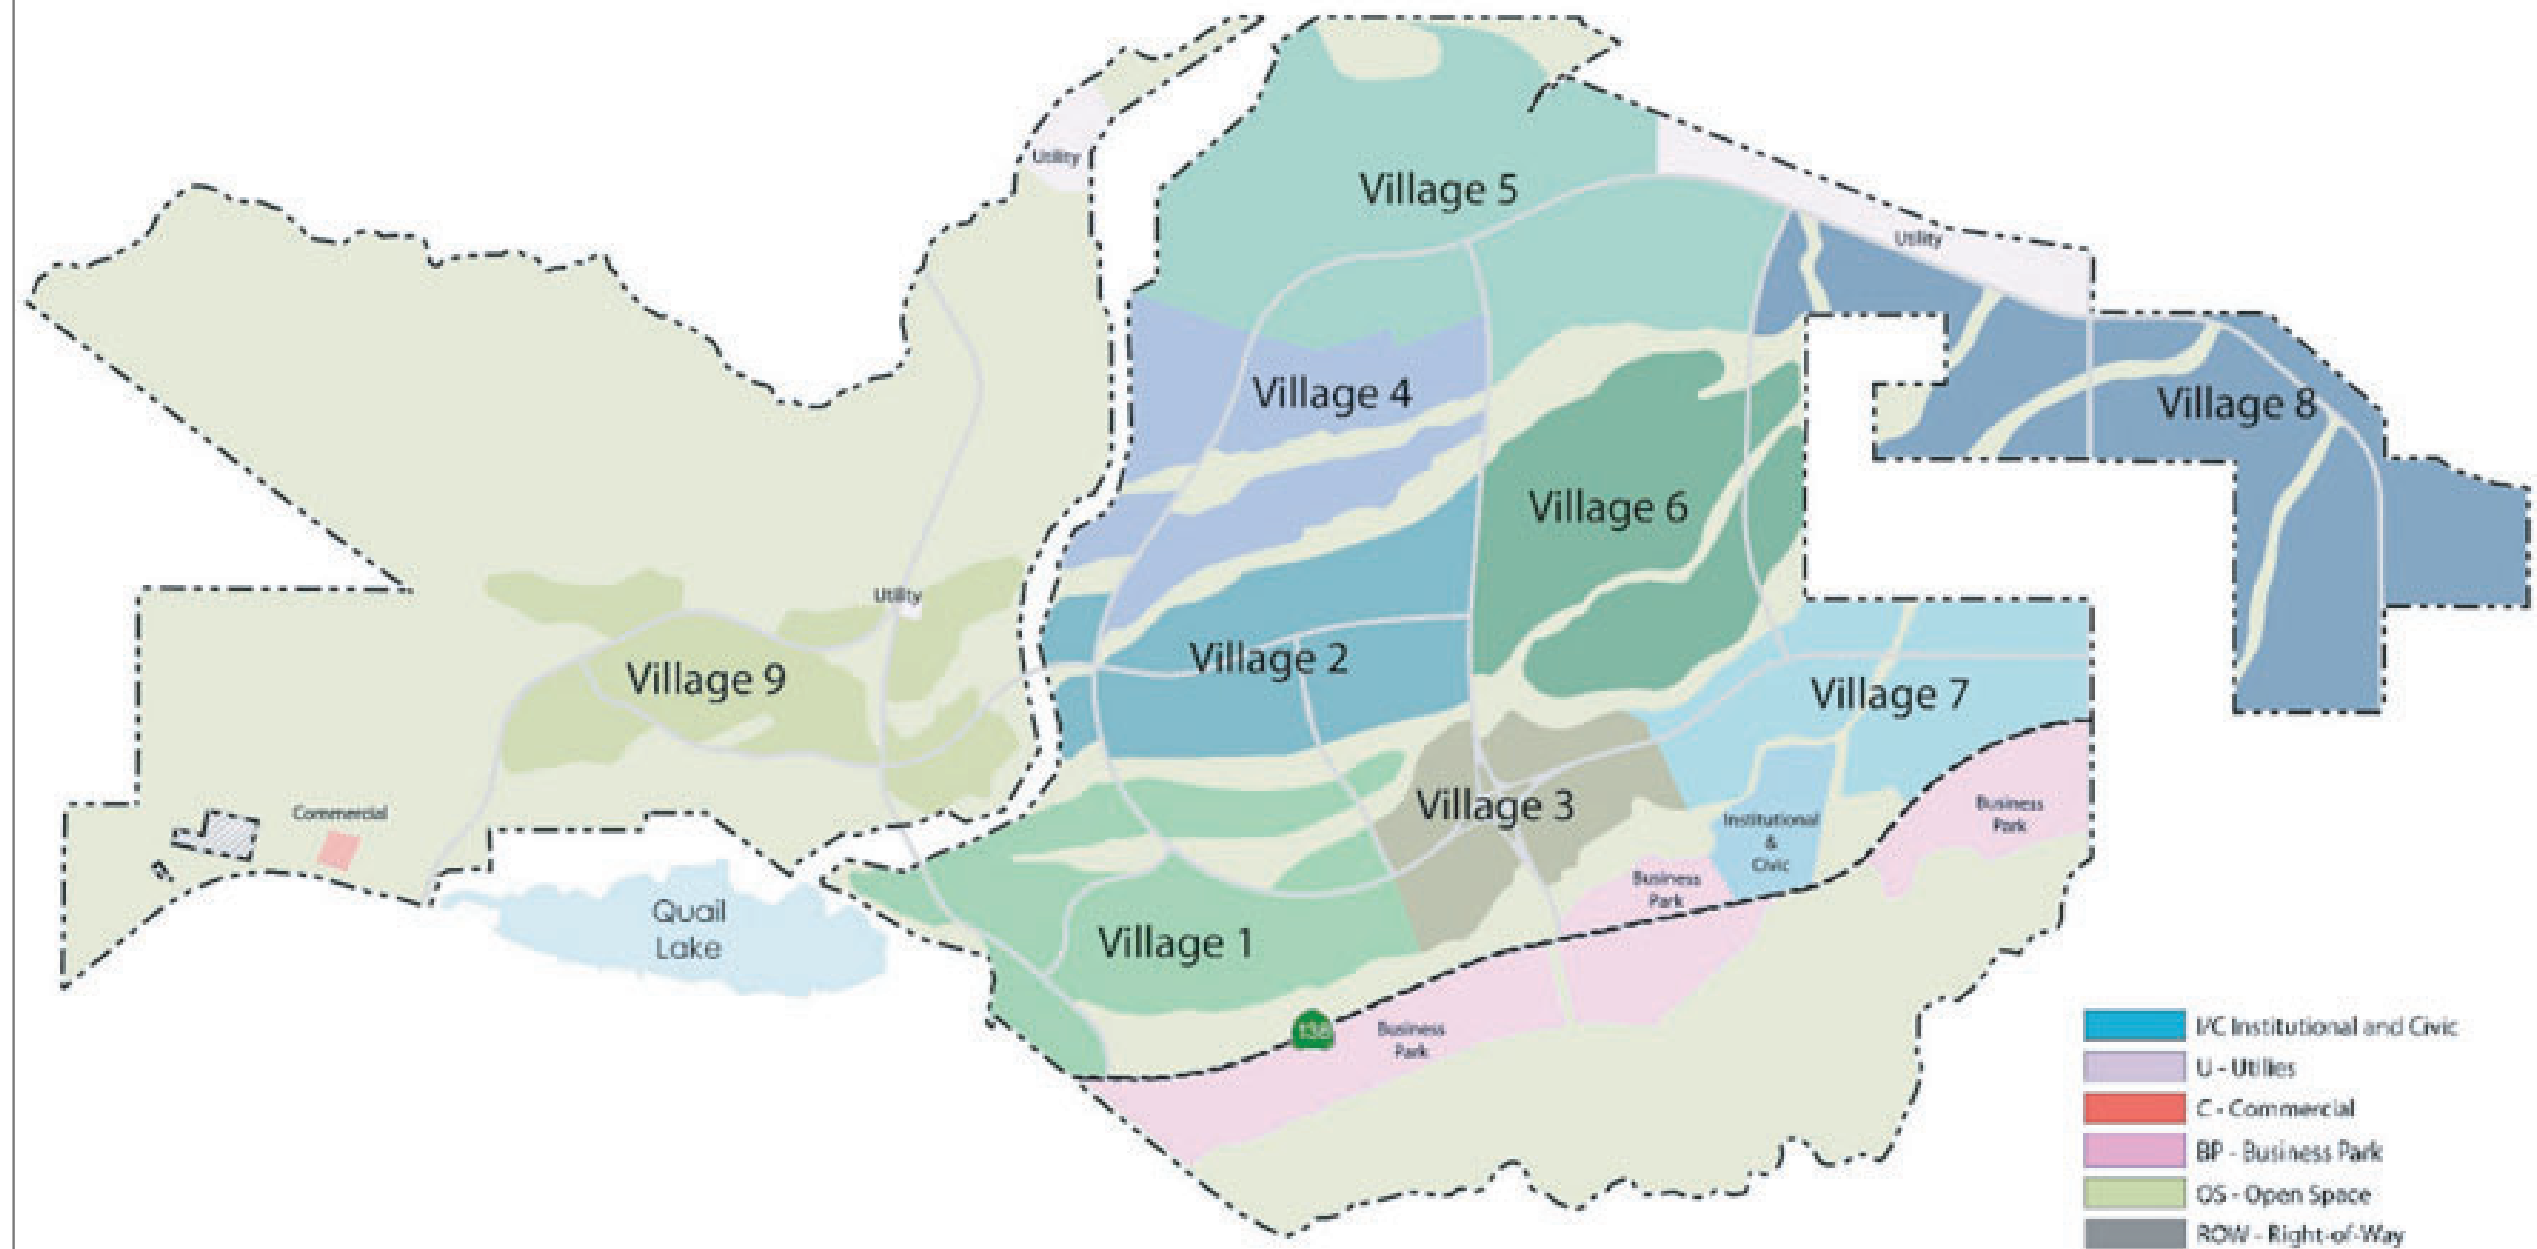 Utility
Village 5
Utility
Village 4
Village 8
Village 6
Utility
Village 9
Village 2
Village 7
Commercial
Village 3
Business
Park
Institutional
&
Civic
Business
Park
Quail
Lake
Village 1
138
Business
Park
I/C Institutional and Civic
U - Utilies
C - Commercial
BP - Business Park
OS - Open Space
ROW - Right-of-Way